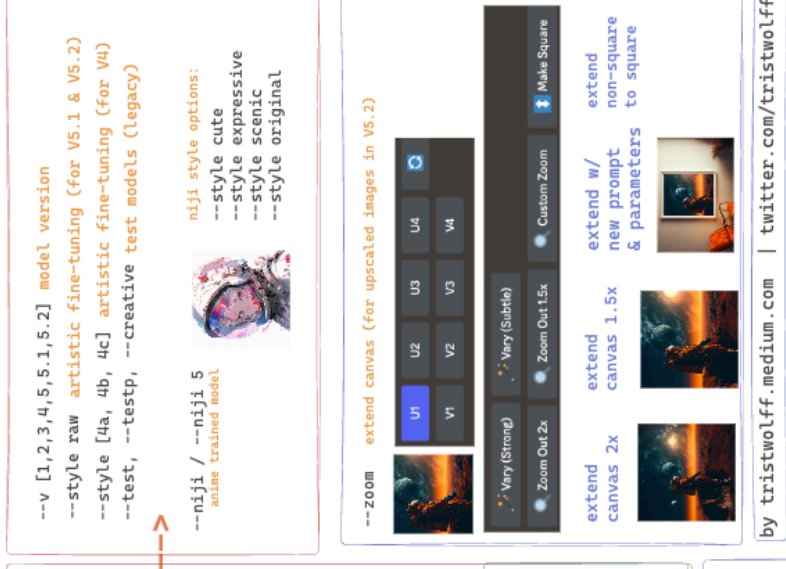 --v [1,2,3,4,5,5.1,5.2] model version
--style raw artistic fine-tuning (for V5.1 & V5.2)
--style [4a, 4b, 4c] artistic fine-tuning (for V4)
--test, --testp, --creative test models (legacy)
--niji / --niji 5
anime trained model
niji style options:
--style cute
--style expressive
--style scenic
--style original
--zoom extend canvas (for upscaled images in V5.2)
U1 U2 U3 U4
V1 V2 V3 V4
Vary (Strong) Vary (Subtle)
Zoom Out 2x Zoom Out 1.5x Custom Zoom Make Square
extend
canvas 2x
extend
canvas 1.5x
extend w/
new prompt
& parameters
extend
non-square
to square
by tristwolff.medium.com | twitter.com/tristwolff